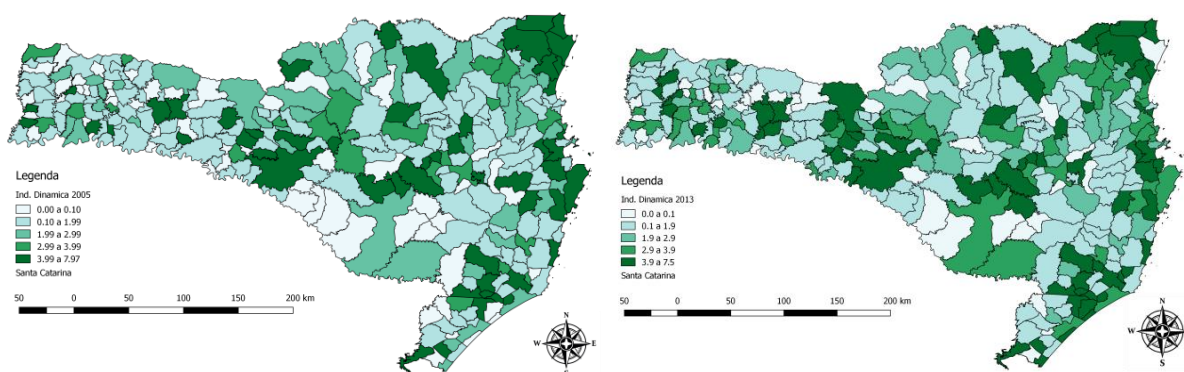 Legenda
Ind. Dinamica 2005
0.00 a 0.10
0.10 a 1.99
1.99 a 2.99
2.99 a 3.99
3.99 a 7.97
Santa Catarina
50 0 50 100 150 200 km
N
W E
S
Legenda
Ind. Dinamica 2013
0.0 a 0.1
0.1 a 1.9
1.9 a 2.9
2.9 a 3.9
3.9 a 7.5
Santa Catarina
50 0 50 100 150 200 km
N
W E
S